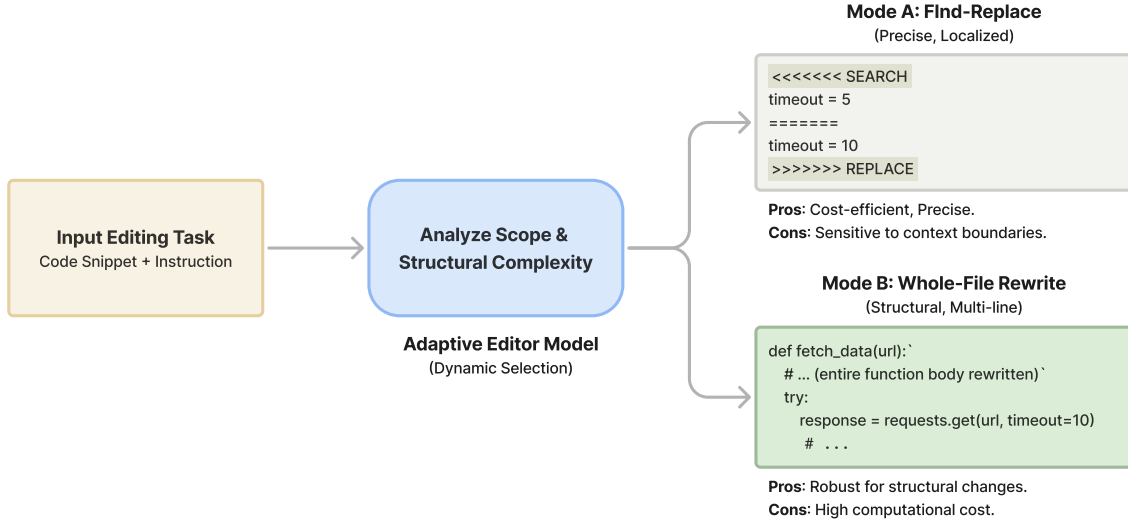 Input Editing Task
Code Snippet + Instruction
Analyze Scope &
Structural Complexity
Adaptive Editor Model
(Dynamic Selection)
Mode A: FInd-Replace
(Precise, Localized)
<<<<<<< SEARCH
timeout = 5
=======
timeout = 10
>>>>>>> REPLACE
Pros: Cost-efficient, Precise.
Cons: Sensitive to context boundaries.
Mode B: Whole-File Rewrite
(Structural, Multi-line)
def fetch_data(url):`
    # ... (entire function body rewritten)`
    try:
        response = requests.get(url, timeout=10)
         #  ...
Pros: Robust for structural changes.
Cons: High computational cost.